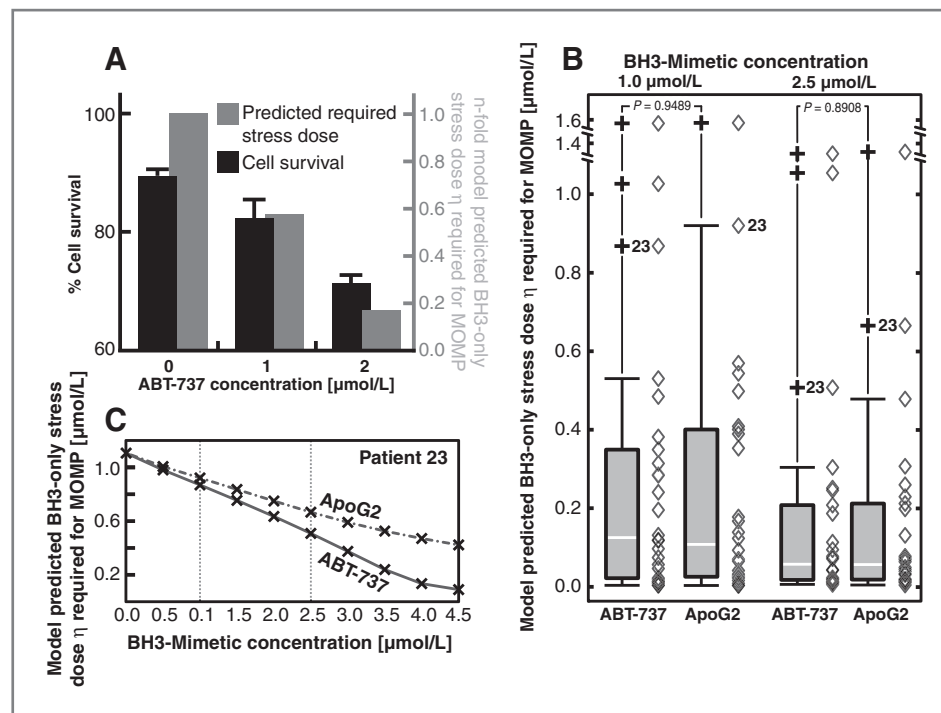 A
100
80
60
% Cell survival
Predicted required
stress dose
Cell survival
1.0
0.8
0.6
0.4
0.2
0.0
n-fold model predicted BH3-only
stress dose η required for MOMP
0 1 2
ABT-737 concentration [µmol/L]
B
BH3-Mimetic concentration
1.0 µmol/L 2.5 µmol/L
P = 0.9489 P = 0.8908
Model predicted BH3-only stress dose η required for MOMP [µmol/L]
1.6
1.4
1.0
0.8
0.6
0.4
0.2
0.0
23
23
23
23
ABT-737 ApoG2 ABT-737 ApoG2
C
Patient 23
Model predicted BH3-only stress
dose η required for MOMP [µmol/L]
1.0
0.6
0.2
ApoG2
ABT-737
0.0 0.5 0.1 1.5 2.0 2.5 3.0 3.5 4.0 4.5
BH3-Mimetic concentration [µmol/L]